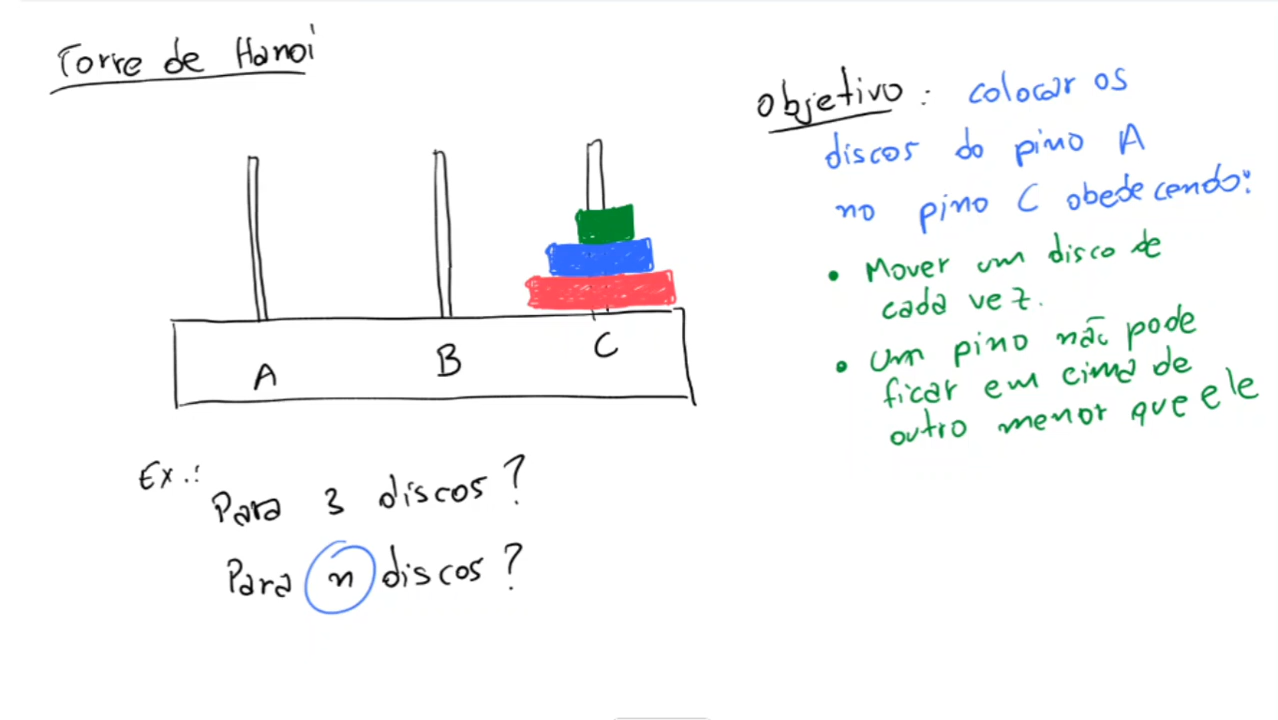 Torre de Hanoi
Objetivo: colocar os
discos do pino A
no pino C obedecendo:
• Mover um disco de
cada vez.
• Um pino não pode
ficar em cima de
outro menor que ele
A
B
C
Ex.:
Para 3 discos?
Para n discos?